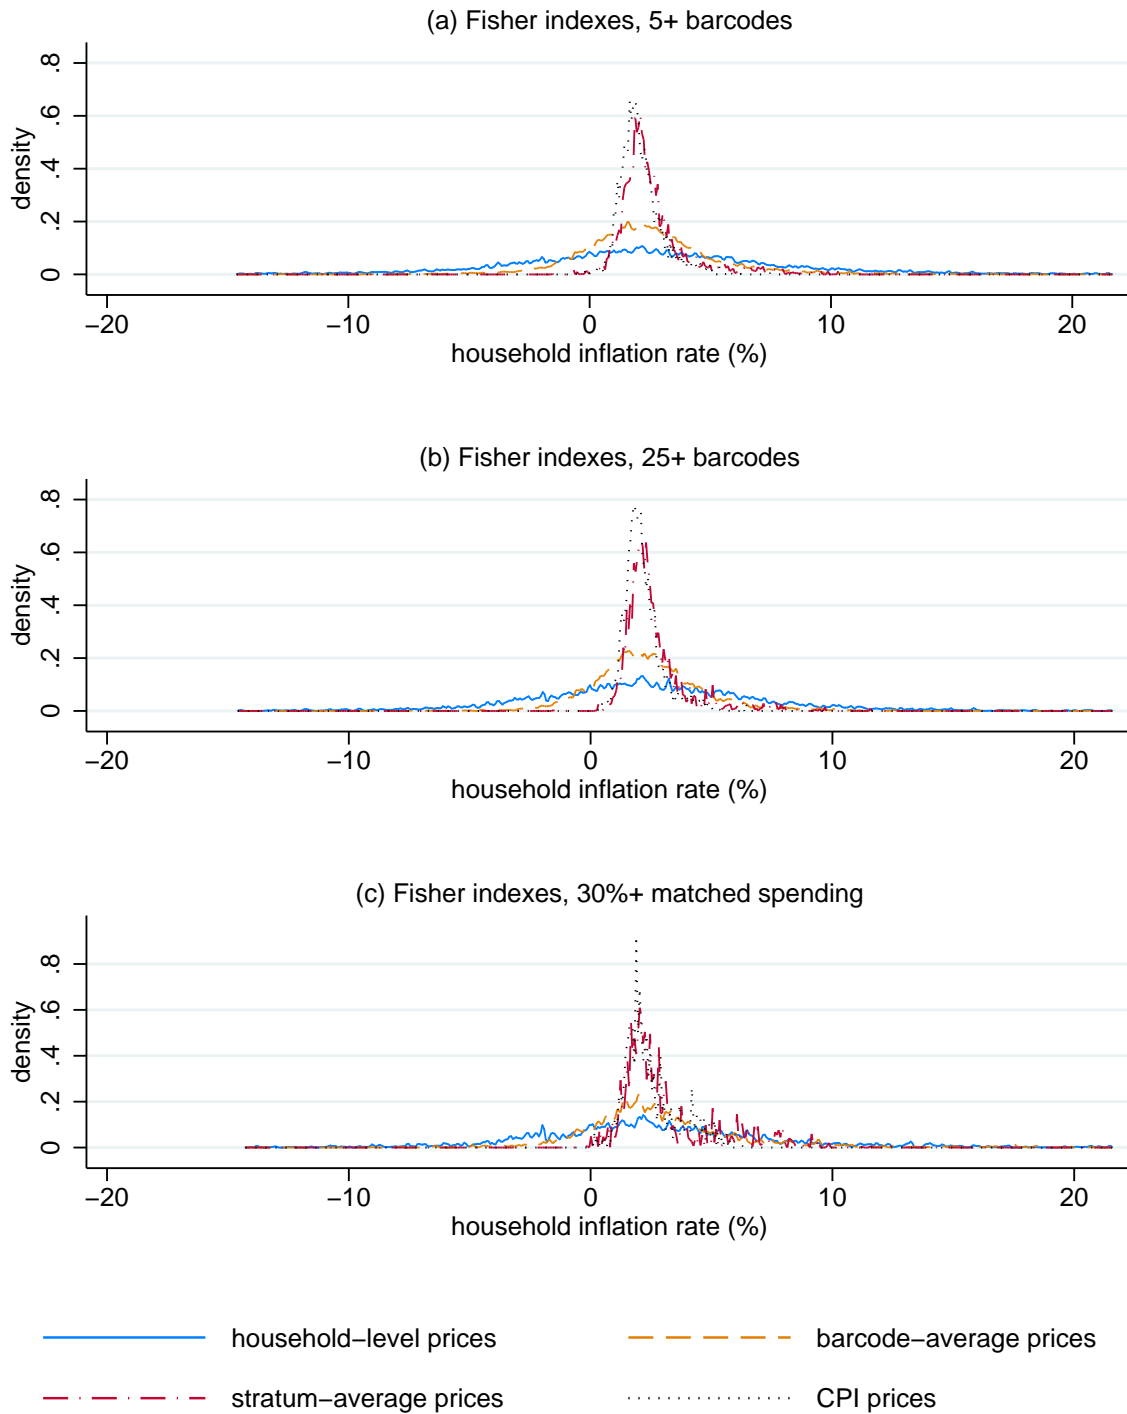 (a) Fisher indexes, 5+ barcodes
.8
.6
.4
.2
0
density
−20 −10 0 10 20
household inflation rate (%)
(b) Fisher indexes, 25+ barcodes
.8
.6
.4
.2
0
density
−20 −10 0 10 20
household inflation rate (%)
(c) Fisher indexes, 30%+ matched spending
.8
.6
.4
.2
0
density
−20 −10 0 10 20
household inflation rate (%)
household−level prices barcode−average prices
stratum−average prices CPI prices